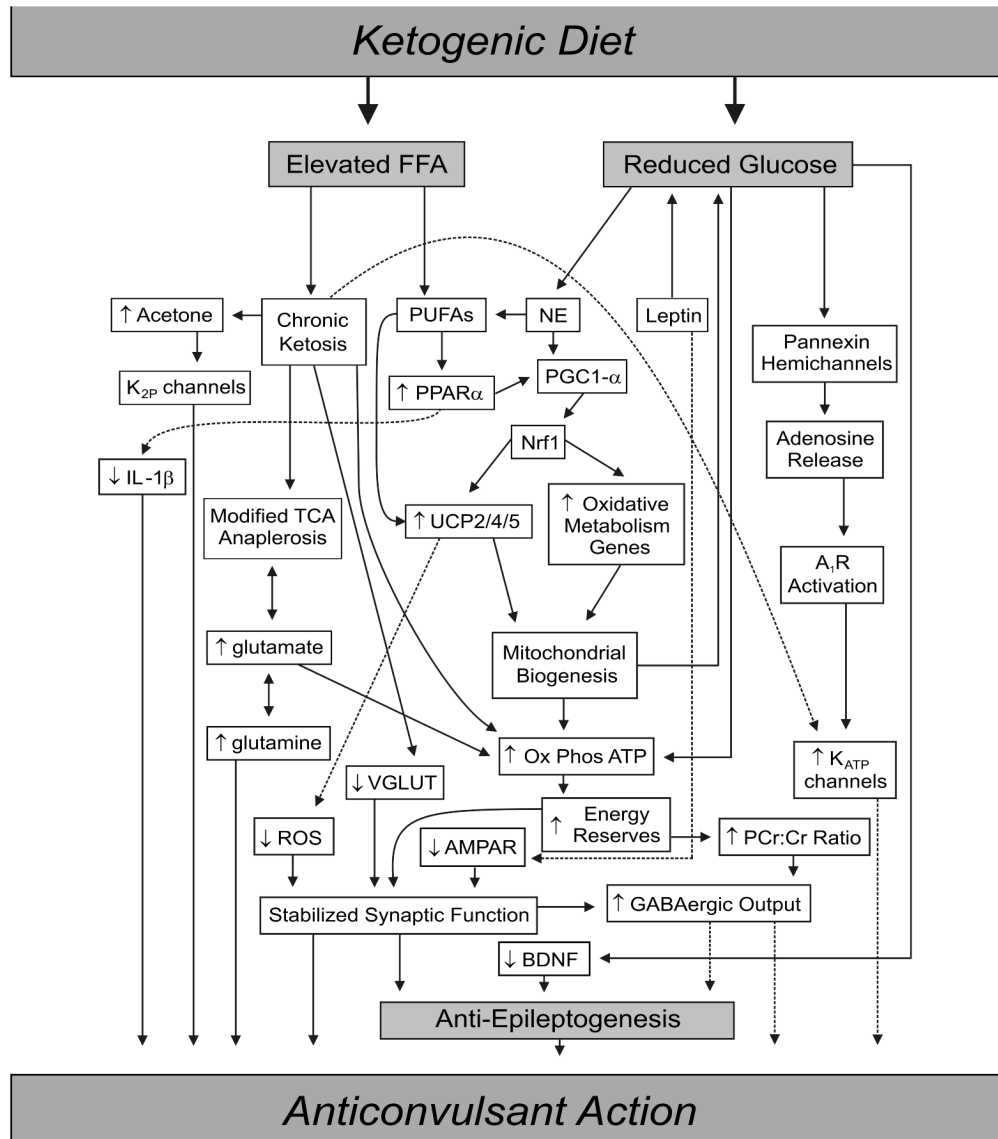 Ketogenic Diet
Elevated FFA
Reduced Glucose
↑ Acetone
Chronic
Ketosis
PUFAs
NE
Leptin
Pannexin
Hemichannels
K2P channels
↑ PPARα
PGC1-α
Nrf1
Adenosine
Release
↓ IL-1β
Modified TCA
Anaplerosis
↑ UCP2/4/5
↑ Oxidative
Metabolism
Genes
A1R
Activation
↑ glutamate
Mitochondrial
Biogenesis
↑ glutamine
↑ Ox Phos ATP
↑ KATP
channels
↓ VGLUT
↑ Energy
Reserves
↓ ROS
↓ AMPAR
↑ PCr:Cr Ratio
Stabilized Synaptic Function
↑ GABAergic Output
↓ BDNF
Anti-Epileptogenesis
Anticonvulsant Action